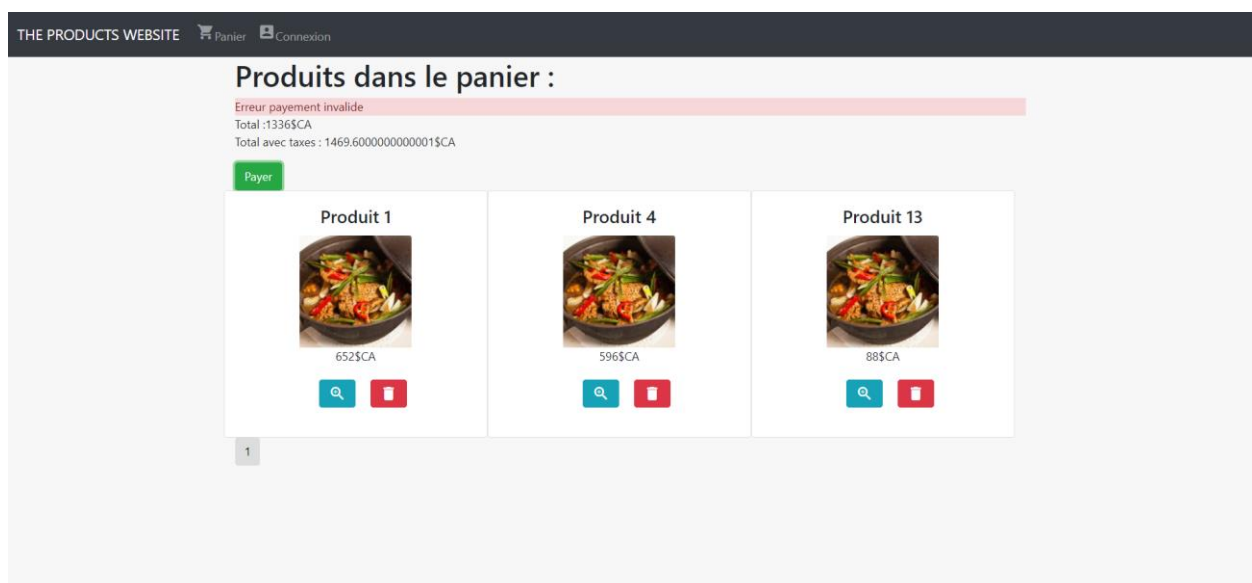 THE PRODUCTS WEBSITE Panier Connexion
Produits dans le panier :
Erreur payement invalide
Total :1336$CA
Total avec taxes : 1469.6000000000001$CA
Payer
Produit 1
652$CA
Produit 4
596$CA
Produit 13
88$CA
1